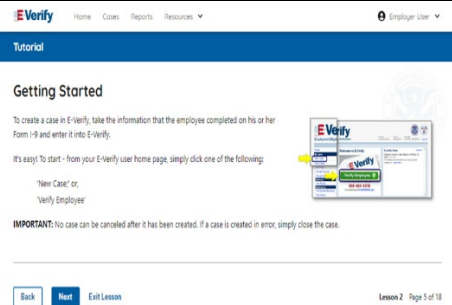 E Verify
Home Cases Reports Resources
Employer User
Tutorial
Getting Started
To create a case in E-Verify, take the information that the employee completed on his or her
Form I-9 and enter it into E-Verify.
It's easy! To start - from your E-Verify user home page, simply click one of the following:
'New Case;' or,
'Verify Employee'
E Verify
Welcome to E-Verify
E-Verify
Verify Employee
IMPORTANT: No case can be canceled after it has been created. If a case is created in error, simply close the case.
Back Next Exit Lesson
Lesson 2 Page 5 of 18